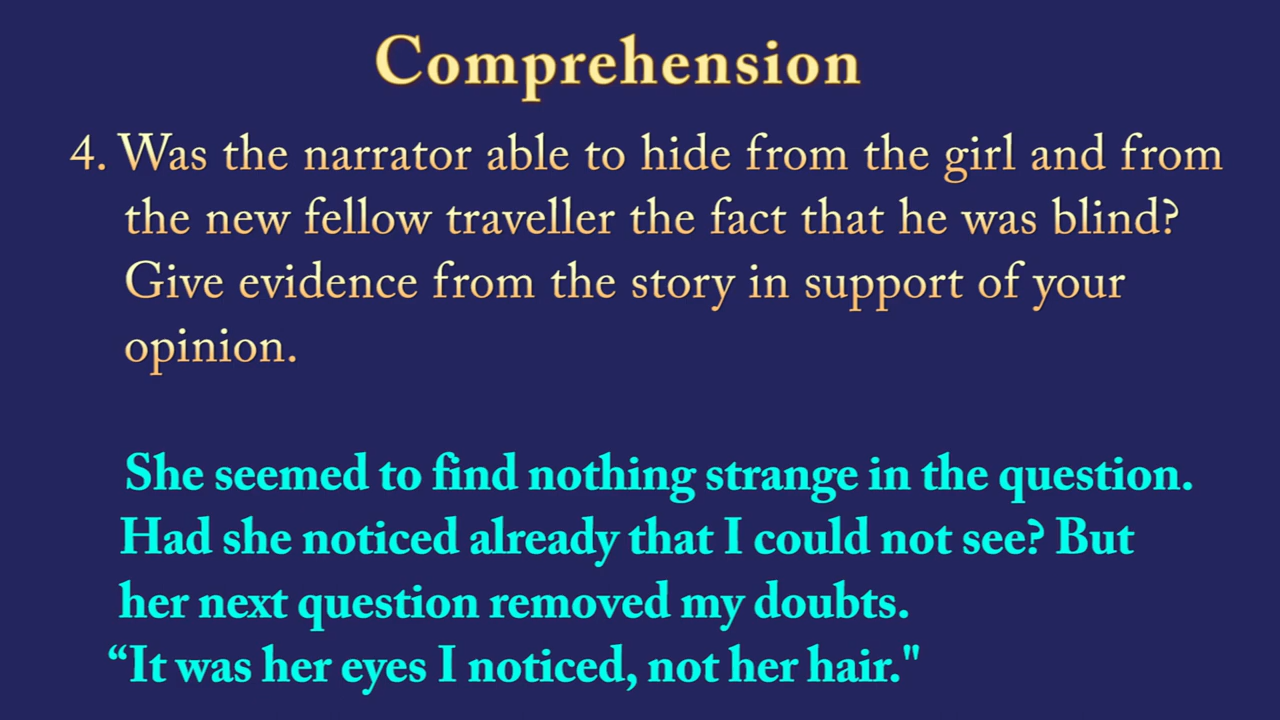 Comprehension
4. Was the narrator able to hide from the girl and from
the new fellow traveller the fact that he was blind?
Give evidence from the story in support of your
opinion.
She seemed to find nothing strange in the question.
Had she noticed already that I could not see? But
her next question removed my doubts.
“It was her eyes I noticed, not her hair."